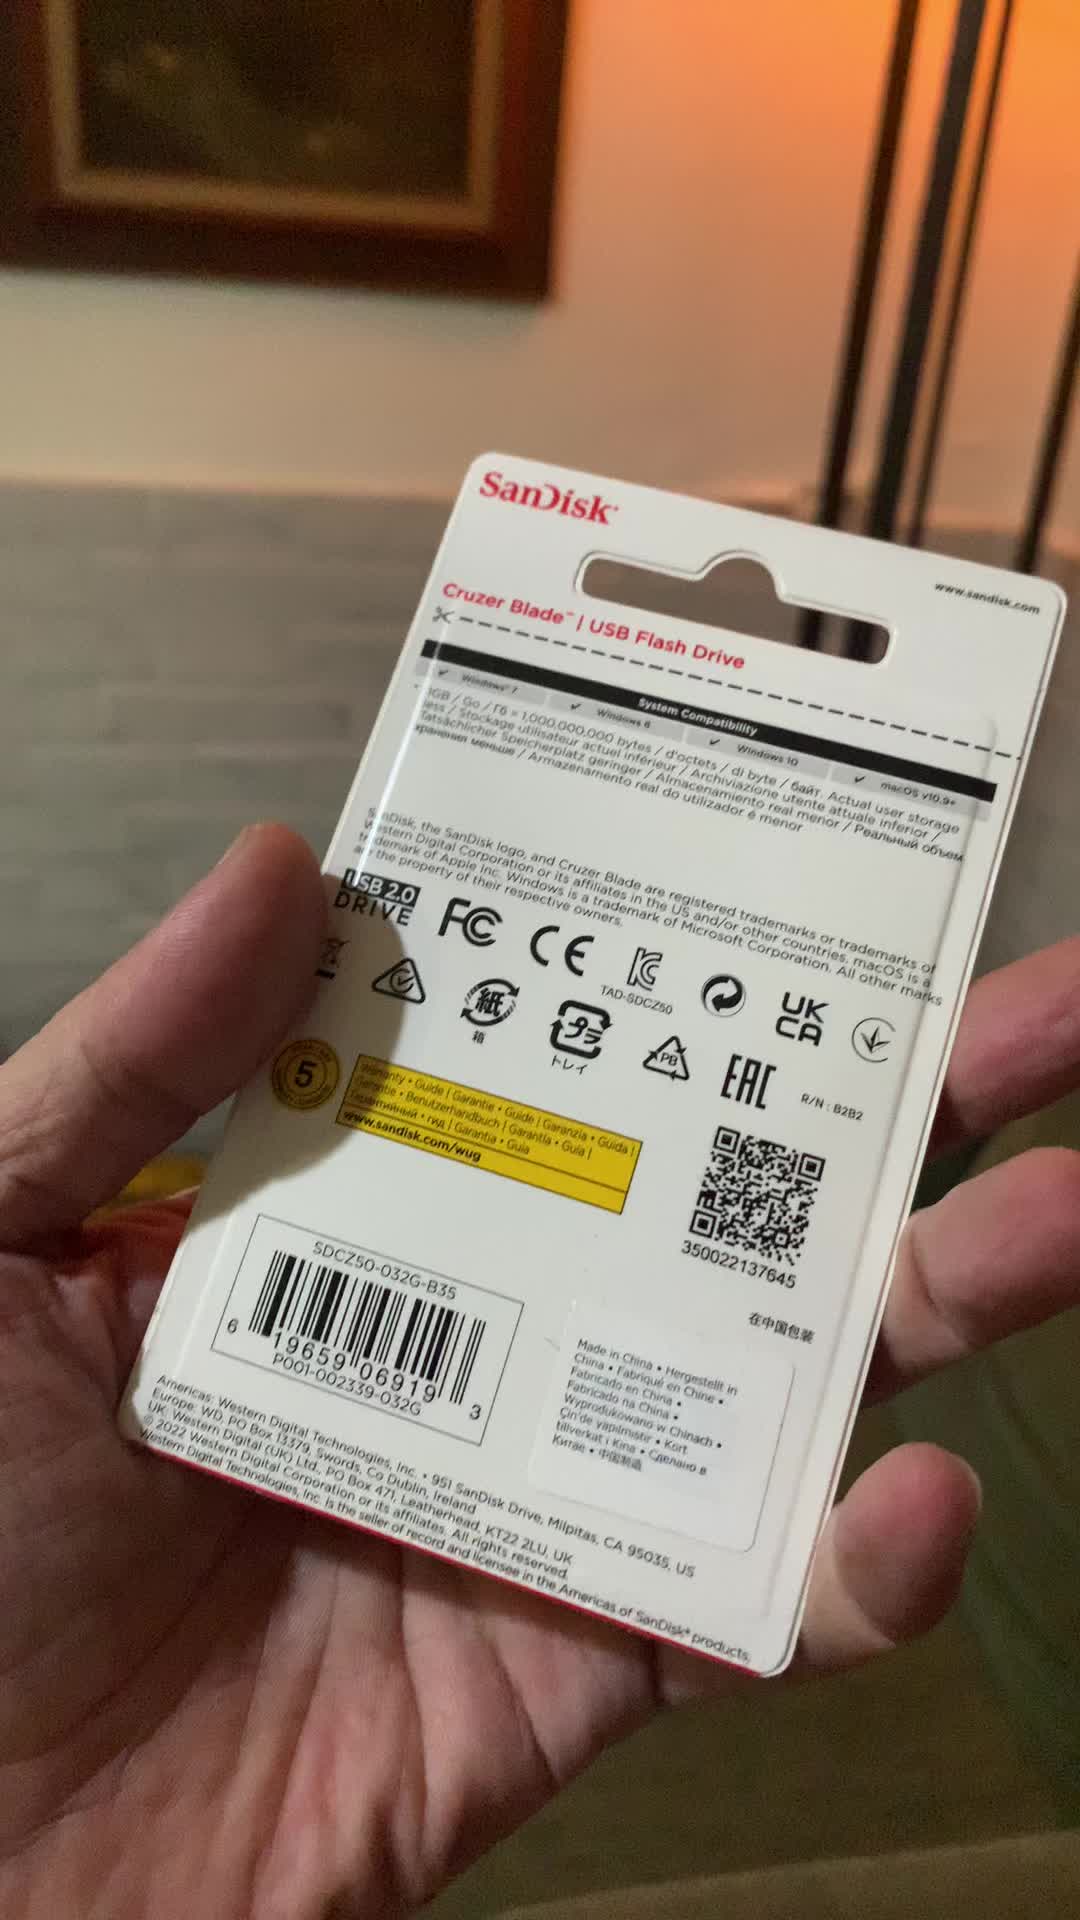 SanDisk
www.sandisk.com
Cruzer Blade™ | USB Flash Drive
System Compatibility
✓ Windows® 7 ✓ Windows 8 ✓ Windows 10 ✓ macOS v10.9+
1GB / Go / Гб = 1,000,000,000 bytes / d'octets / di byte / байт. Actual user storage
less / Stockage utilisateur actuel inférieur / Archiviazione utente attuale inferior /
Tatsächlicher Speicherplatz geringer / Almacenamiento real menor / Реальный объем
хранения меньше / Armazenamento real do utilizador é menor
SanDisk, the SanDisk logo, and Cruzer Blade are registered trademarks or trademarks of
Western Digital Corporation or its affiliates in the US and/or other countries. macOS is a
trademark of Apple Inc. Windows is a trademark of Microsoft Corporation. All other marks
are the property of their respective owners.
USB 2.0
DRIVE
FC
CE
TAD-SDCZ50
UK
CA
紙
箱
プラ
トレイ
PB
EAC
R/N : B2B2
5
Warranty • Guide | Garantie • Guide | Garanzia • Guida |
Garantie • Benutzerhandbuch | Garantía • Guía |
Гарантийный • гид | Garantia • Guia
www.sandisk.com/wug
350022137645
在中国包装
SDCZ50-032G-B35
6 19659 06919 3
P001-002339-032G
Made in China • Hergestellt in
China • Fabriqué en Chine •
Fabricado en China •
Fabricado na China •
Wyprodukowano w Chinach •
Çin'de yapılmıştır • Kort
tillverkat i Kina • Сделано в
Китае • 中国制造
Americas: Western Digital Technologies, Inc. • 951 SanDisk Drive, Milpitas, CA 95035, US
Europe: WD, PO Box 13379, Swords, Co Dublin, Ireland
UK: Western Digital (UK) Ltd., PO Box 471, Leatherhead, KT22 2LU, UK
© 2022 Western Digital Corporation or its affiliates. All rights reserved.
Western Digital Technologies, Inc. is the seller of record and licensee in the Americas of SanDisk® products.